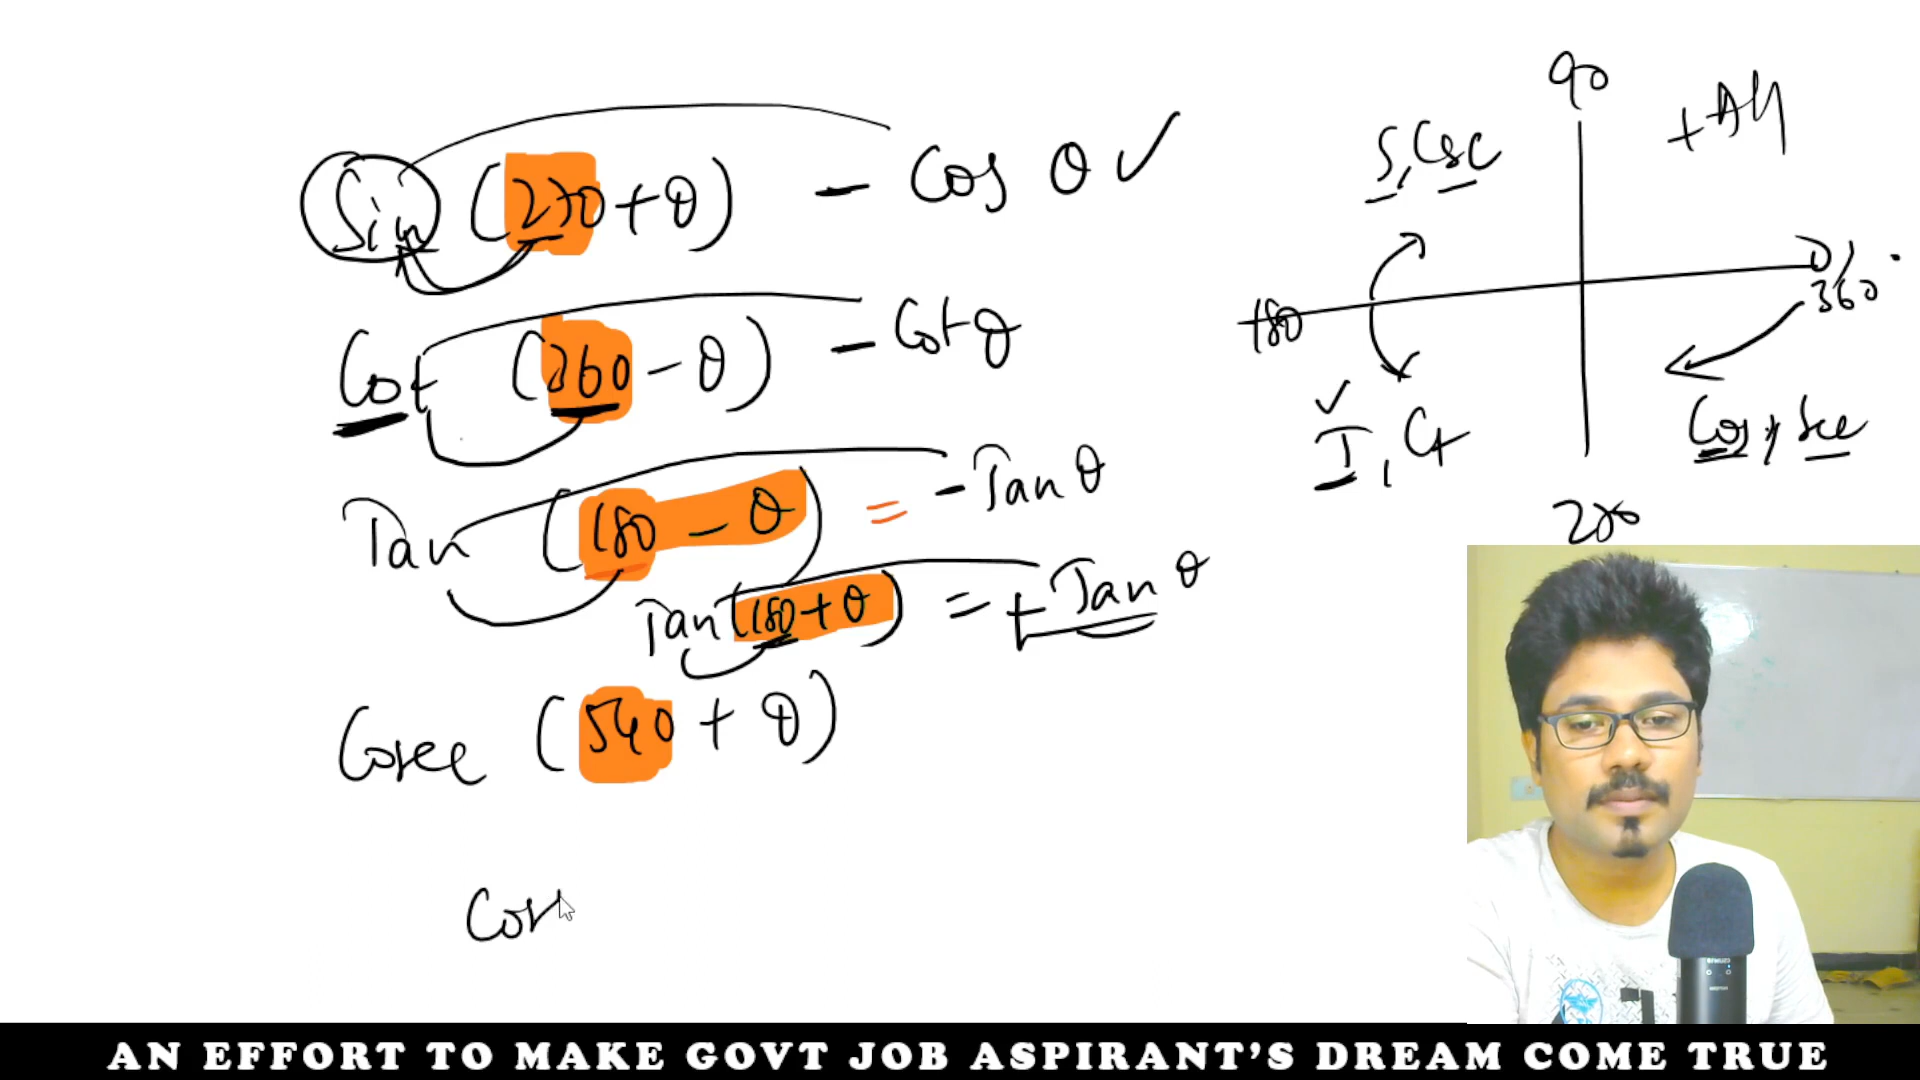 Sin (270+θ) - Cos θ ✓
Cot (360-θ) - Cot θ
Tan (180-θ) = -Tan θ
Tan (180+θ) = +Tan θ
Cosec (540+θ)
90
S, Csc
+All
180
0/
360
✓
T, Ct
Cos, Sec
270
AN EFFORT TO MAKE GOVT JOB ASPIRANT'S DREAM COME TRUE